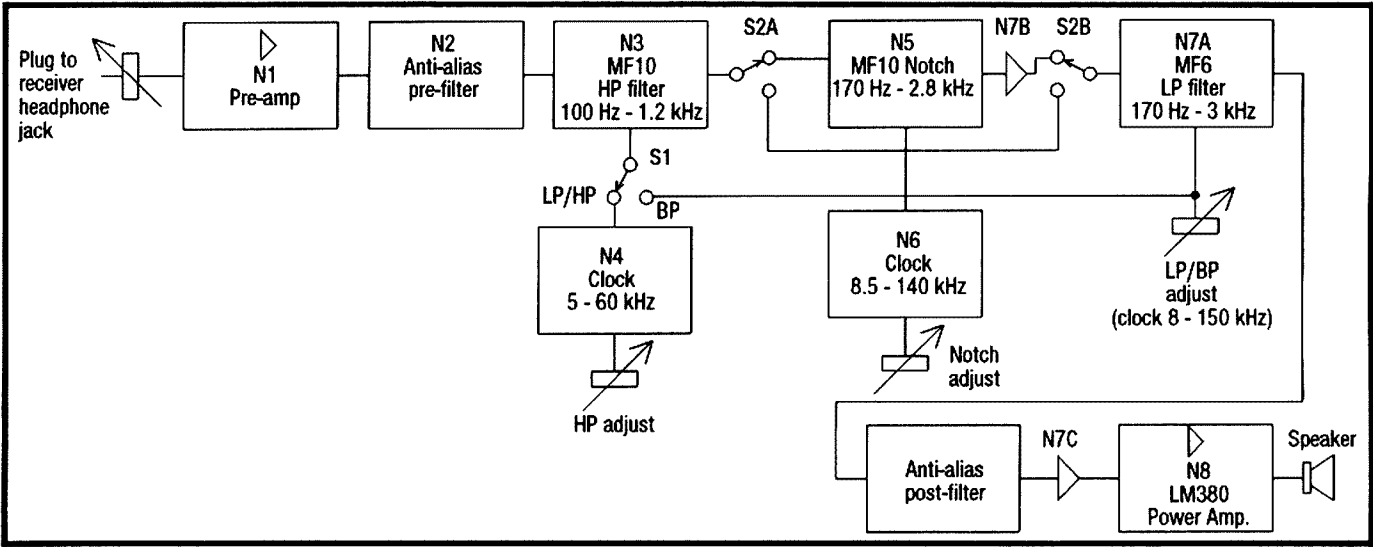 Plug to
receiver
headphone
jack
N1
Pre-amp
N2
Anti-alias
pre-filter
N3
MF10
HP filter
100 Hz - 1.2 kHz
S2A
N5
MF10 Notch
170 Hz - 2.8 kHz
N7B
S2B
N7A
MF6
LP filter
170 Hz - 3 kHz
S1
LP/HP
BP
N4
Clock
5 - 60 kHz
HP adjust
N6
Clock
8.5 - 140 kHz
Notch
adjust
LP/BP
adjust
(clock 8 - 150 kHz)
Anti-alias
post-filter
N7C
N8
LM380
Power Amp.
Speaker